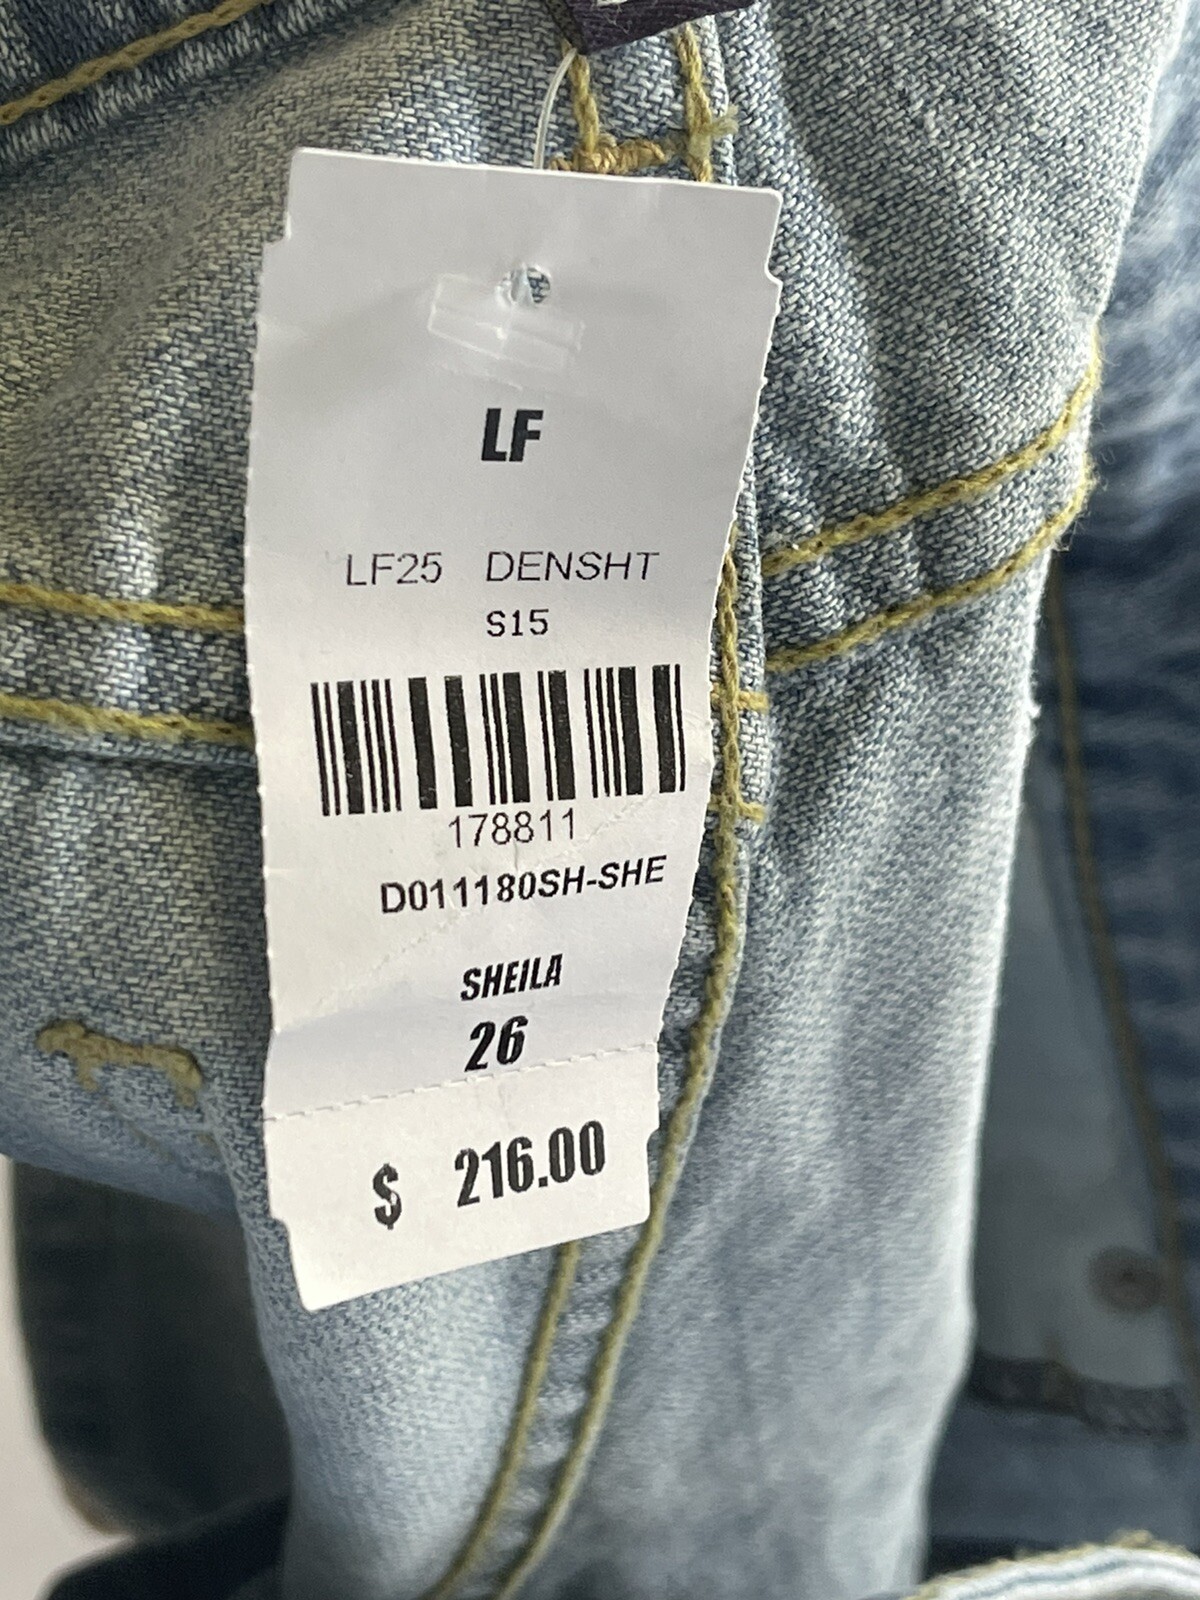 LF
LF25 DENSHT
S15
178811
D011180SH-SHE
SHEILA
26
$ 216.00